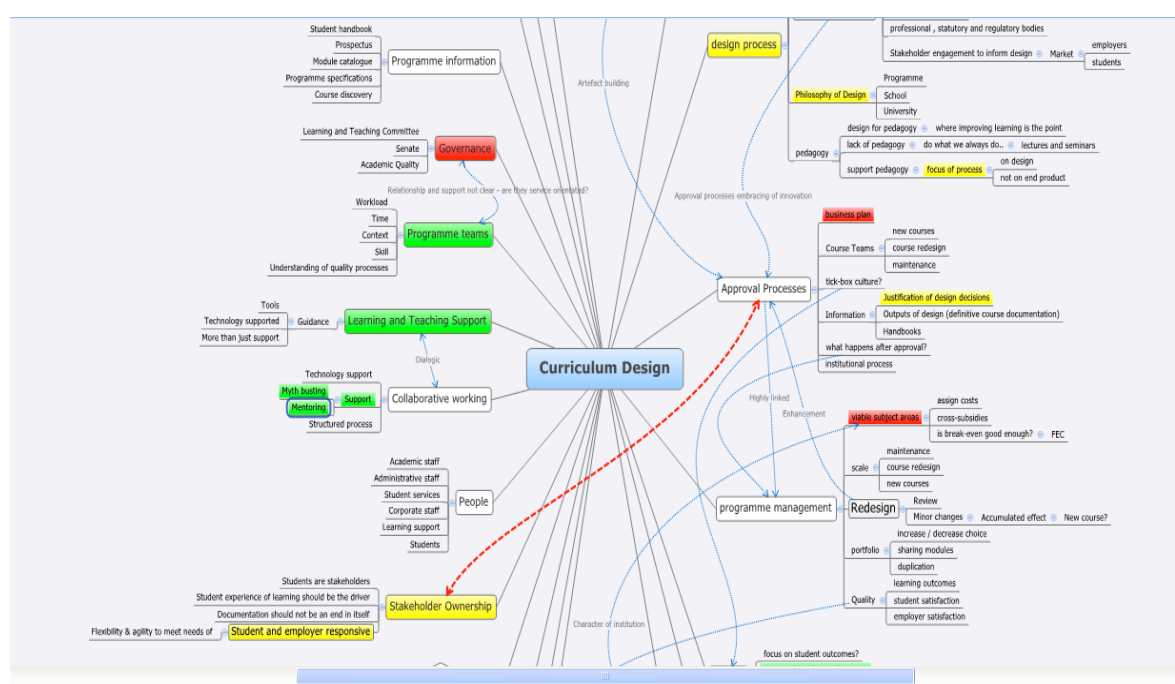 Student handbook
Prospectus
Module catalogue
Programme specifications
Course discovery
Programme information
Learning and Teaching Committee
Senate
Academic Quality
Governance
Relationship and support not clear - are they service orientated?
Workload
Time
Context
Skill
Understanding of quality processes
Programme teams
Tools
Technology supported
More than just support
Guidance
Learning and Teaching Support
Dialogic
Technology support
Myth busting
Mentoring
Support
Structured process
Collaborative working
Academic staff
Administrative staff
Student services
Corporate staff
Learning support
Students
People
Students are stakeholders
Student experience of learning should be the driver
Documentation should not be an end in itself
Flexibility & agility to meet needs of
Student and employer responsive
Stakeholder Ownership
Curriculum Design
design process
professional , statutory and regulatory bodies
Stakeholder engagement to inform design
Market
employers
students
Philosophy of Design
Programme
School
University
pedagogy
design for pedagogy
where improving learning is the point
lack of pedagogy
do what we always do..
lectures and seminars
support pedagogy
focus of process
on design
not on end product
Artefact building
Approval processes embracing of innovation
Approval Processes
business plan
Course Teams
new courses
course redesign
maintenance
tick-box culture?
Information
Justification of design decisions
Outputs of design (definitive course documentation)
Handbooks
what happens after approval?
institutional process
Highly linked
Enhancement
programme management
viable subject areas
assign costs
cross-subsidies
is break-even good enough?
FEC
scale
maintenance
course redesign
new courses
Redesign
Review
Minor changes
Accumulated effect
New course?
portfolio
increase / decrease choice
sharing modules
duplication
Quality
learning outcomes
student satisfaction
employer satisfaction
Character of institution
focus on student outcomes?